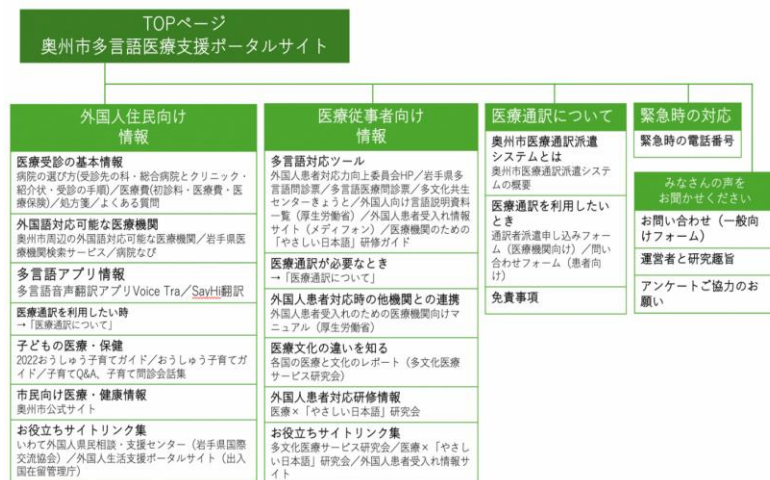 TOPページ
奥州市多言語医療支援ポータルサイト
外国人住民向け
情報
医療受診の基本情報
病院の選び方(受診先の科・総合病院とクリニック・
紹介状・受診の手順)／医療費(初診料・医療費・医
療保険)／処方箋／よくある質問
外国語対応可能な医療機関
奥州市周辺の外国語対応可能な医療機関／岩手県医
療機関検索サービス／病院なび
多言語アプリ情報
多言語音声翻訳アプリVoice Tra／SayHi翻訳
医療通訳を利用したい時
→「医療通訳について」
子どもの医療・保健
2022おうしゅう子育てガイド／おうしゅう子育てガ
イド／子育てQ&A、子育て問診会話集
市民向け医療・健康情報
奥州市公式サイト
お役立ちサイトリンク集
いわて外国人県民相談・支援センター（岩手県国際
交流協会）／外国人生活支援ポータルサイト（出入
国在留管理庁）
医療従事者向け
情報
多言語対応ツール
外国人患者対応力向上委員会HP／岩手県多
言語問診票／多言語医療問診票／多文化共生
センターきょうと／外国人向け言語説明資料
一覧（厚生労働省）／外国人患者受入れ情報
サイト（メディフォン）／医療機関のための
「やさしい日本語」研修ガイド
医療通訳が必要なとき
→「医療通訳について」
外国人患者対応時の他機関との連携
外国人患者受入れのための医療機関向けマ
ニュアル（厚生労働省）
医療文化の違いを知る
各国の医療と文化のレポート（多文化医療
サービス研究会）
外国人患者対応研修情報
医療×「やさしい日本語」研究会
お役立ちサイトリンク集
多文化医療サービス研究会／医療×「やさし
い日本語」研究会／外国人患者受入れ情報サ
イト
医療通訳について
奥州市医療通訳派遣
システムとは
奥州市医療通訳派遣システ
ムの概要
医療通訳を利用したい
とき
通訳者派遣申し込みフォー
ム（医療機関向け）／問い
合わせフォーム（患者向
け）
免責事項
緊急時の対応
緊急時の電話番号
みなさんの声を
お聞かせください
お問い合わせ（一般向
けフォーム）
運営者と研究趣旨
アンケートご協力のお
願い